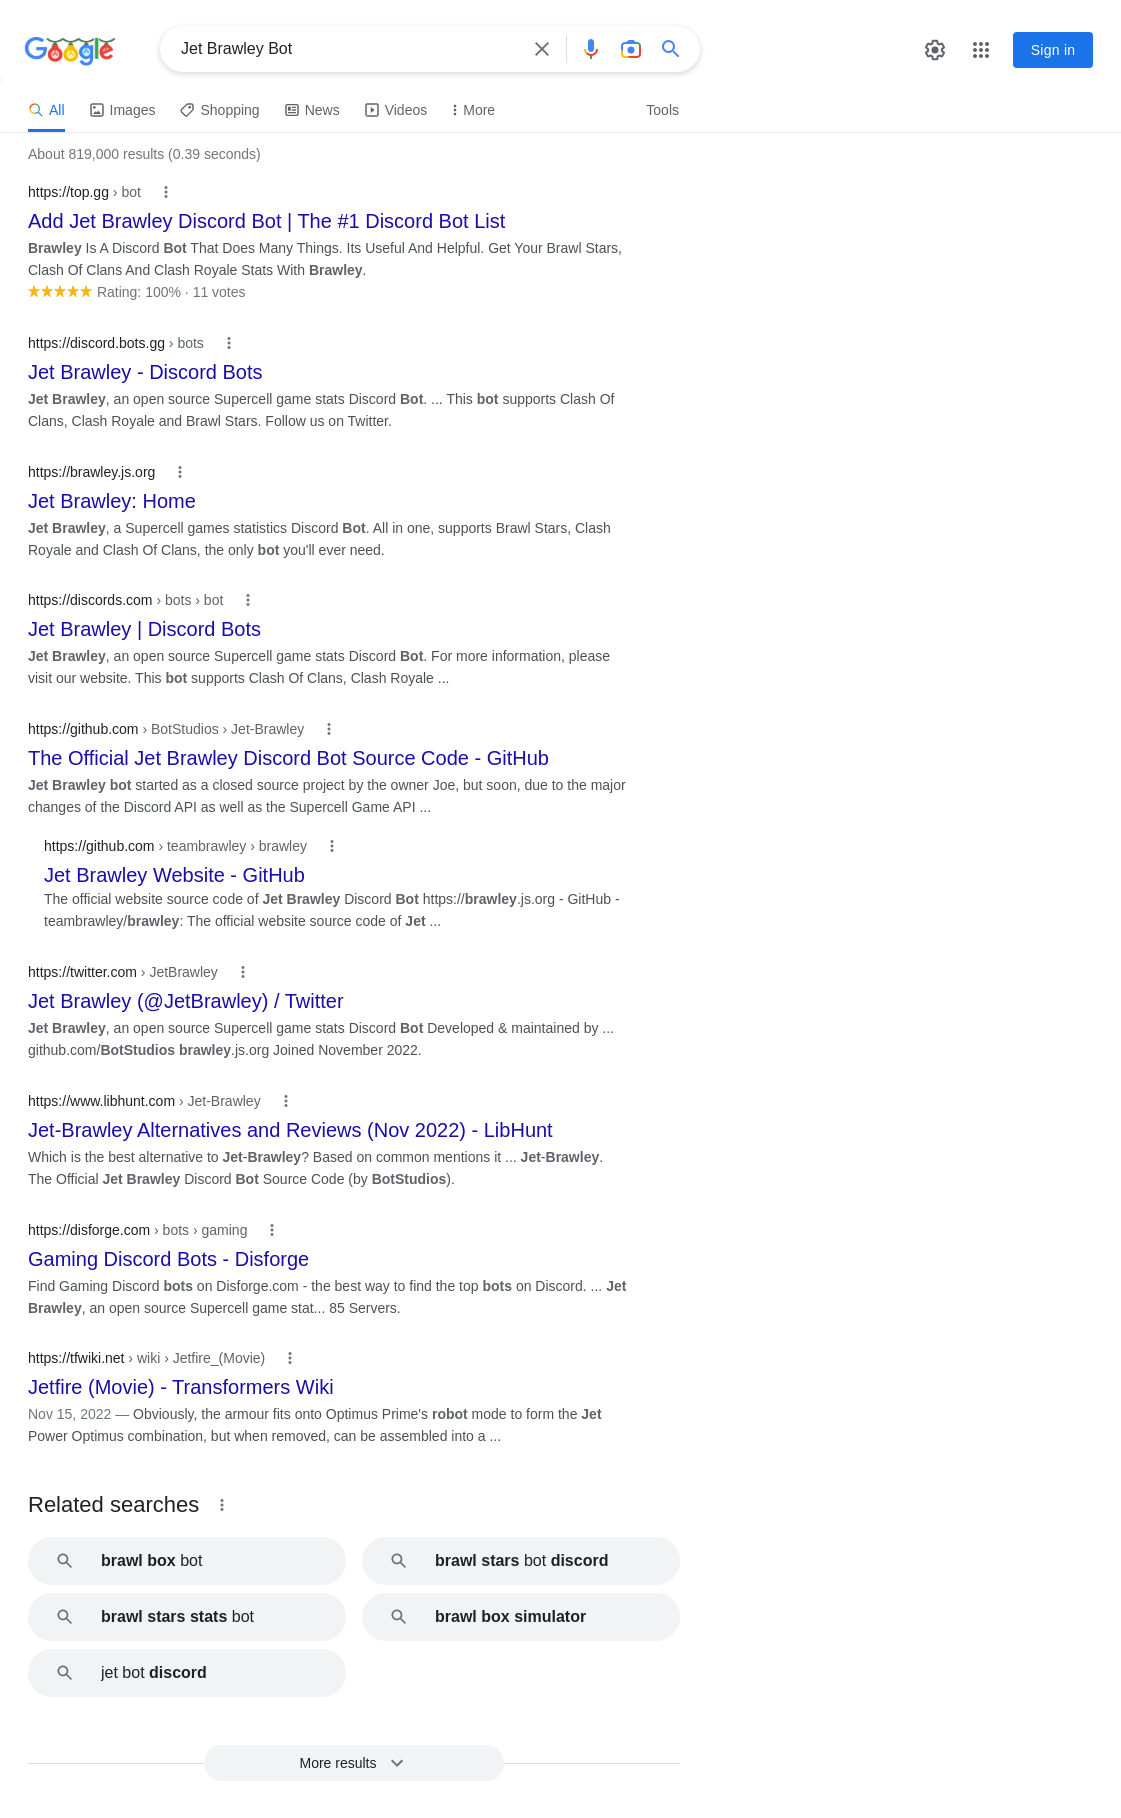 Google
Jet Brawley Bot
Sign in
All Images Shopping News Videos More Tools
About 819,000 results (0.39 seconds)
https://top.gg › bot
Add Jet Brawley Discord Bot | The #1 Discord Bot List
Brawley Is A Discord Bot That Does Many Things. Its Useful And Helpful. Get Your Brawl Stars,
Clash Of Clans And Clash Royale Stats With Brawley.
Rating: 100% · 11 votes
https://discord.bots.gg › bots
Jet Brawley - Discord Bots
Jet Brawley, an open source Supercell game stats Discord Bot. ... This bot supports Clash Of
Clans, Clash Royale and Brawl Stars. Follow us on Twitter.
https://brawley.js.org
Jet Brawley: Home
Jet Brawley, a Supercell games statistics Discord Bot. All in one, supports Brawl Stars, Clash
Royale and Clash Of Clans, the only bot you'll ever need.
https://discords.com › bots › bot
Jet Brawley | Discord Bots
Jet Brawley, an open source Supercell game stats Discord Bot. For more information, please
visit our website. This bot supports Clash Of Clans, Clash Royale ...
https://github.com › BotStudios › Jet-Brawley
The Official Jet Brawley Discord Bot Source Code - GitHub
Jet Brawley bot started as a closed source project by the owner Joe, but soon, due to the major
changes of the Discord API as well as the Supercell Game API ...
https://github.com › teambrawley › brawley
Jet Brawley Website - GitHub
The official website source code of Jet Brawley Discord Bot https://brawley.js.org - GitHub -
teambrawley/brawley: The official website source code of Jet ...
https://twitter.com › JetBrawley
Jet Brawley (@JetBrawley) / Twitter
Jet Brawley, an open source Supercell game stats Discord Bot Developed & maintained by ...
github.com/BotStudios brawley.js.org Joined November 2022.
https://www.libhunt.com › Jet-Brawley
Jet-Brawley Alternatives and Reviews (Nov 2022) - LibHunt
Which is the best alternative to Jet-Brawley? Based on common mentions it ... Jet-Brawley.
The Official Jet Brawley Discord Bot Source Code (by BotStudios).
https://disforge.com › bots › gaming
Gaming Discord Bots - Disforge
Find Gaming Discord bots on Disforge.com - the best way to find the top bots on Discord. ... Jet
Brawley, an open source Supercell game stat... 85 Servers.
https://tfwiki.net › wiki › Jetfire_(Movie)
Jetfire (Movie) - Transformers Wiki
Nov 15, 2022 — Obviously, the armour fits onto Optimus Prime's robot mode to form the Jet
Power Optimus combination, but when removed, can be assembled into a ...
Related searches
brawl box bot
brawl stars bot discord
brawl stars stats bot
brawl box simulator
jet bot discord
More results